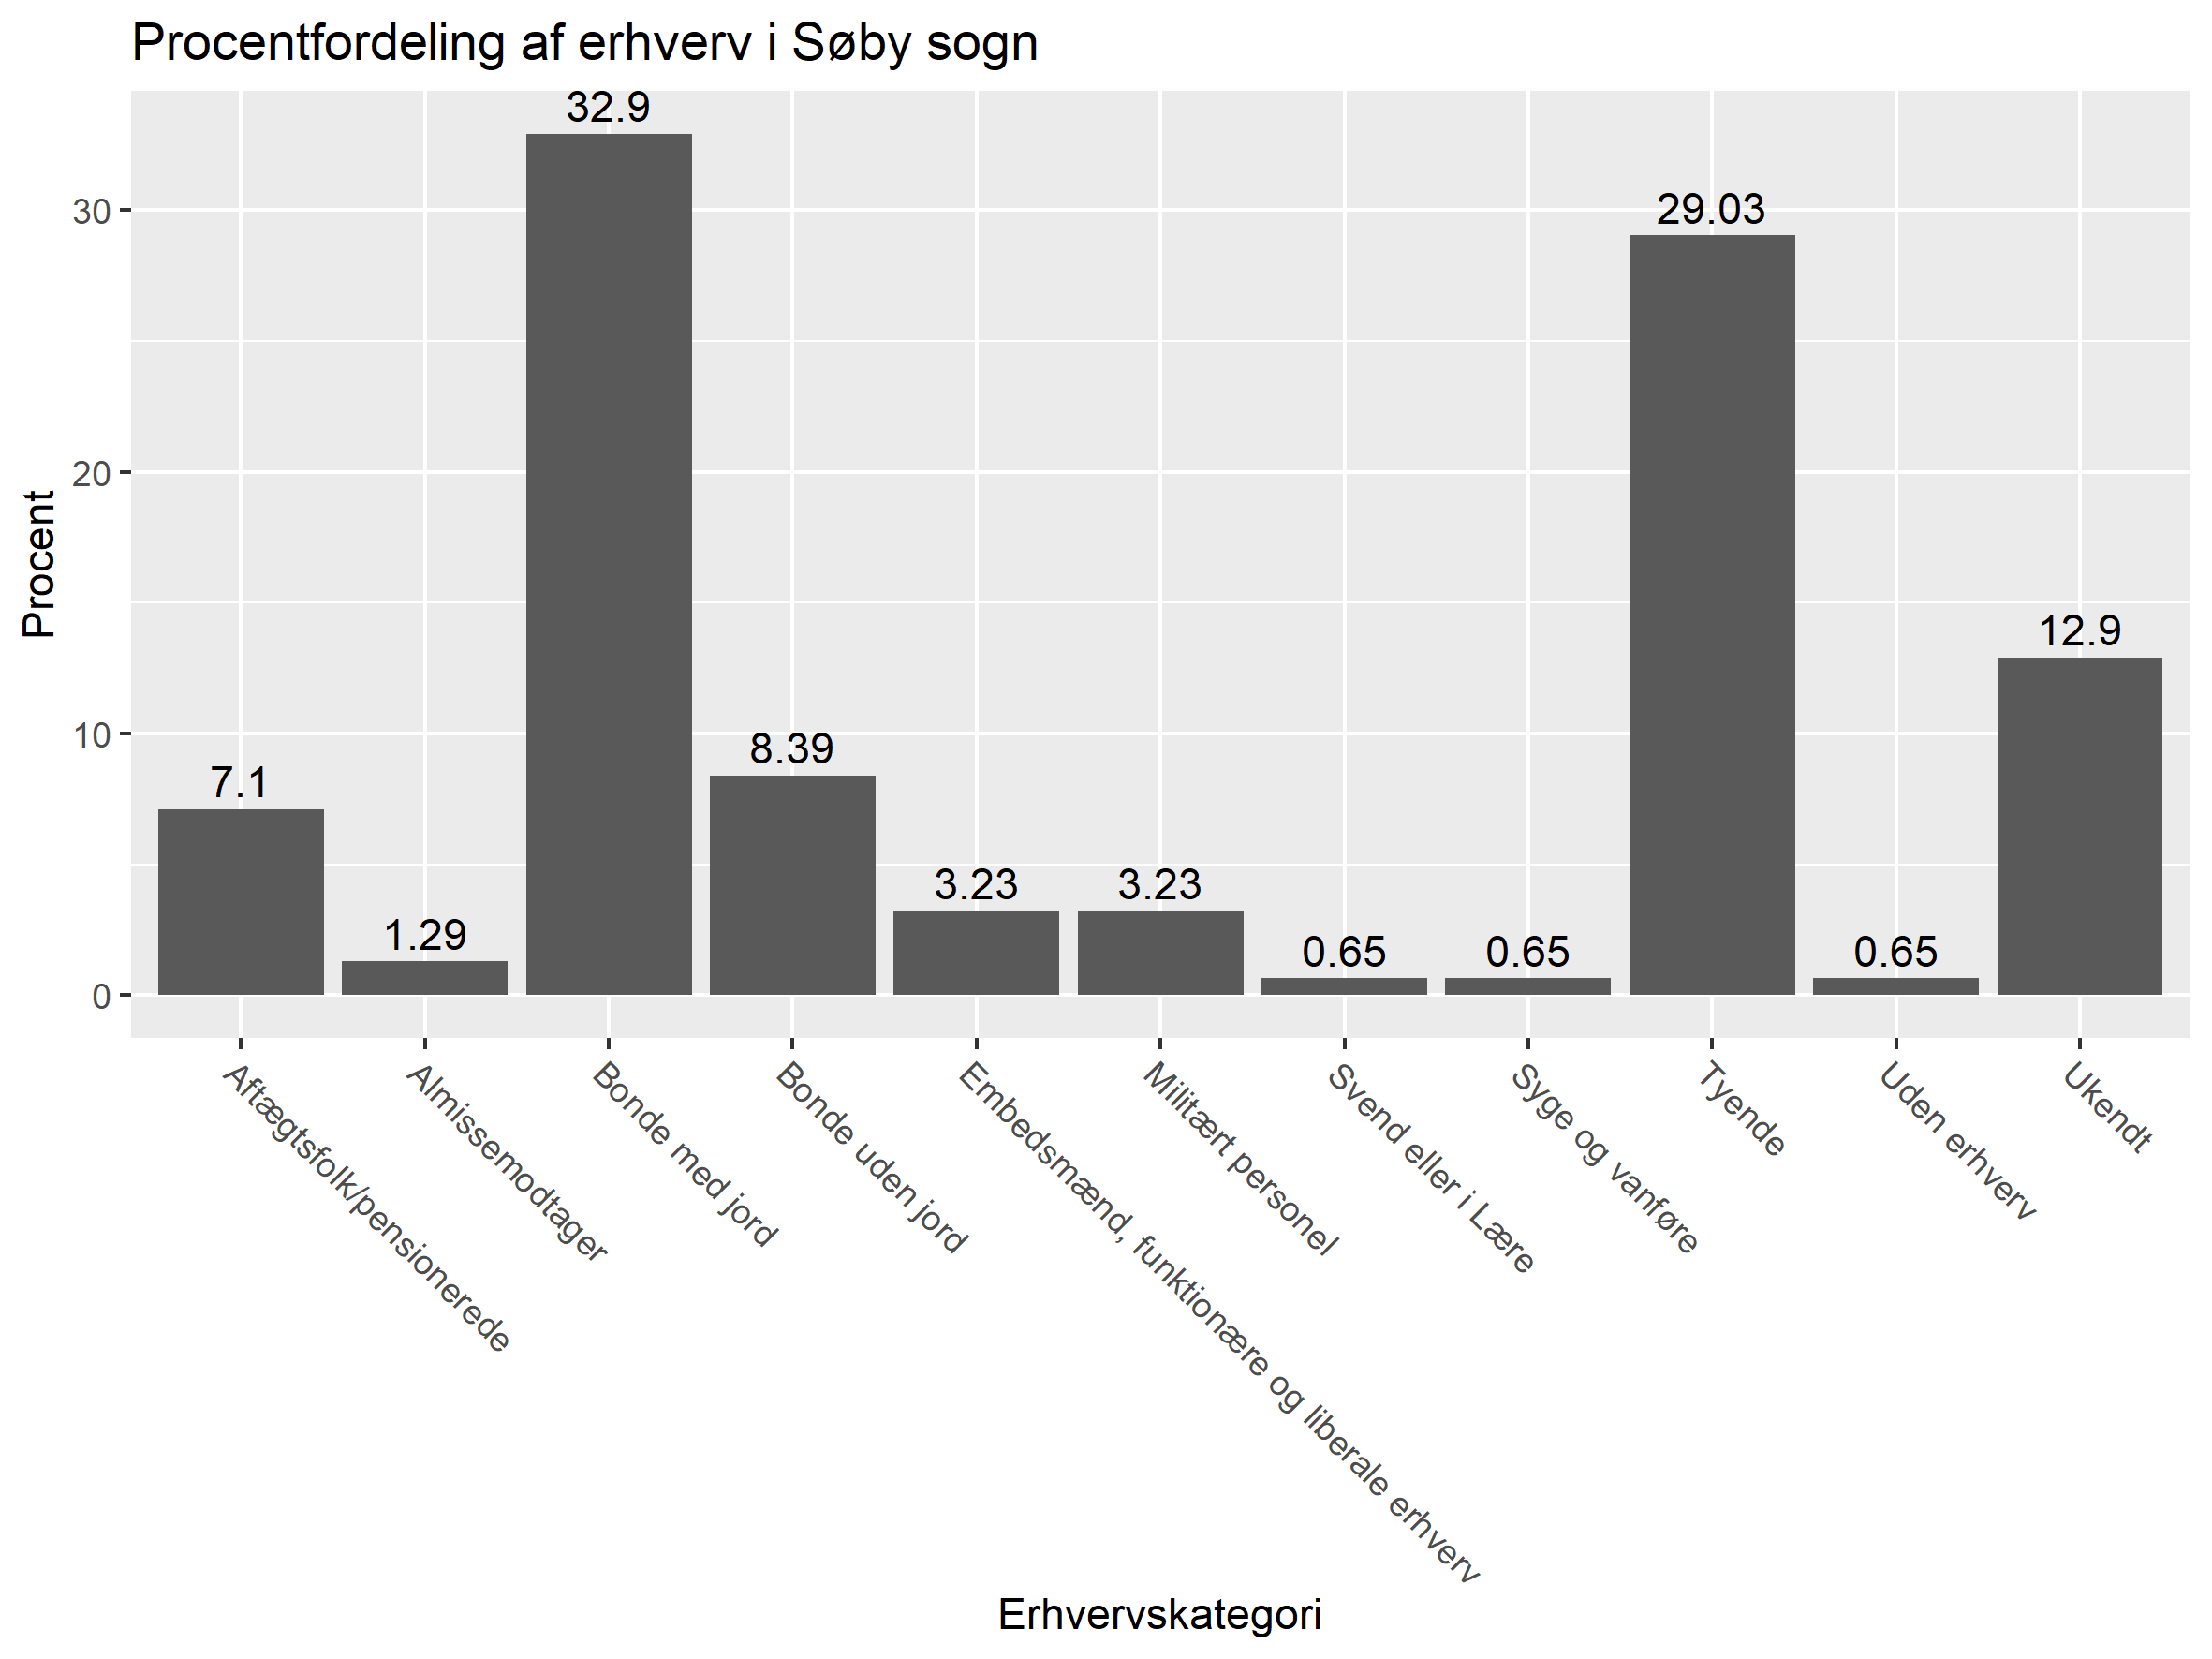 Procentfordeling af erhverv i Søby sogn
Procent
30
20
10
0
7.1
1.29
32.9
8.39
3.23
3.23
0.65
0.65
29.03
0.65
12.9
Aftægtsfolk/pensionerede
Almissemodtager
Bonde med jord
Bonde uden jord
Embedsmænd, funktionære og liberale erhverv
Militært personel
Svend eller i Lære
Syge og vanføre
Tyende
Uden erhverv
Ukendt
Erhvervskategori